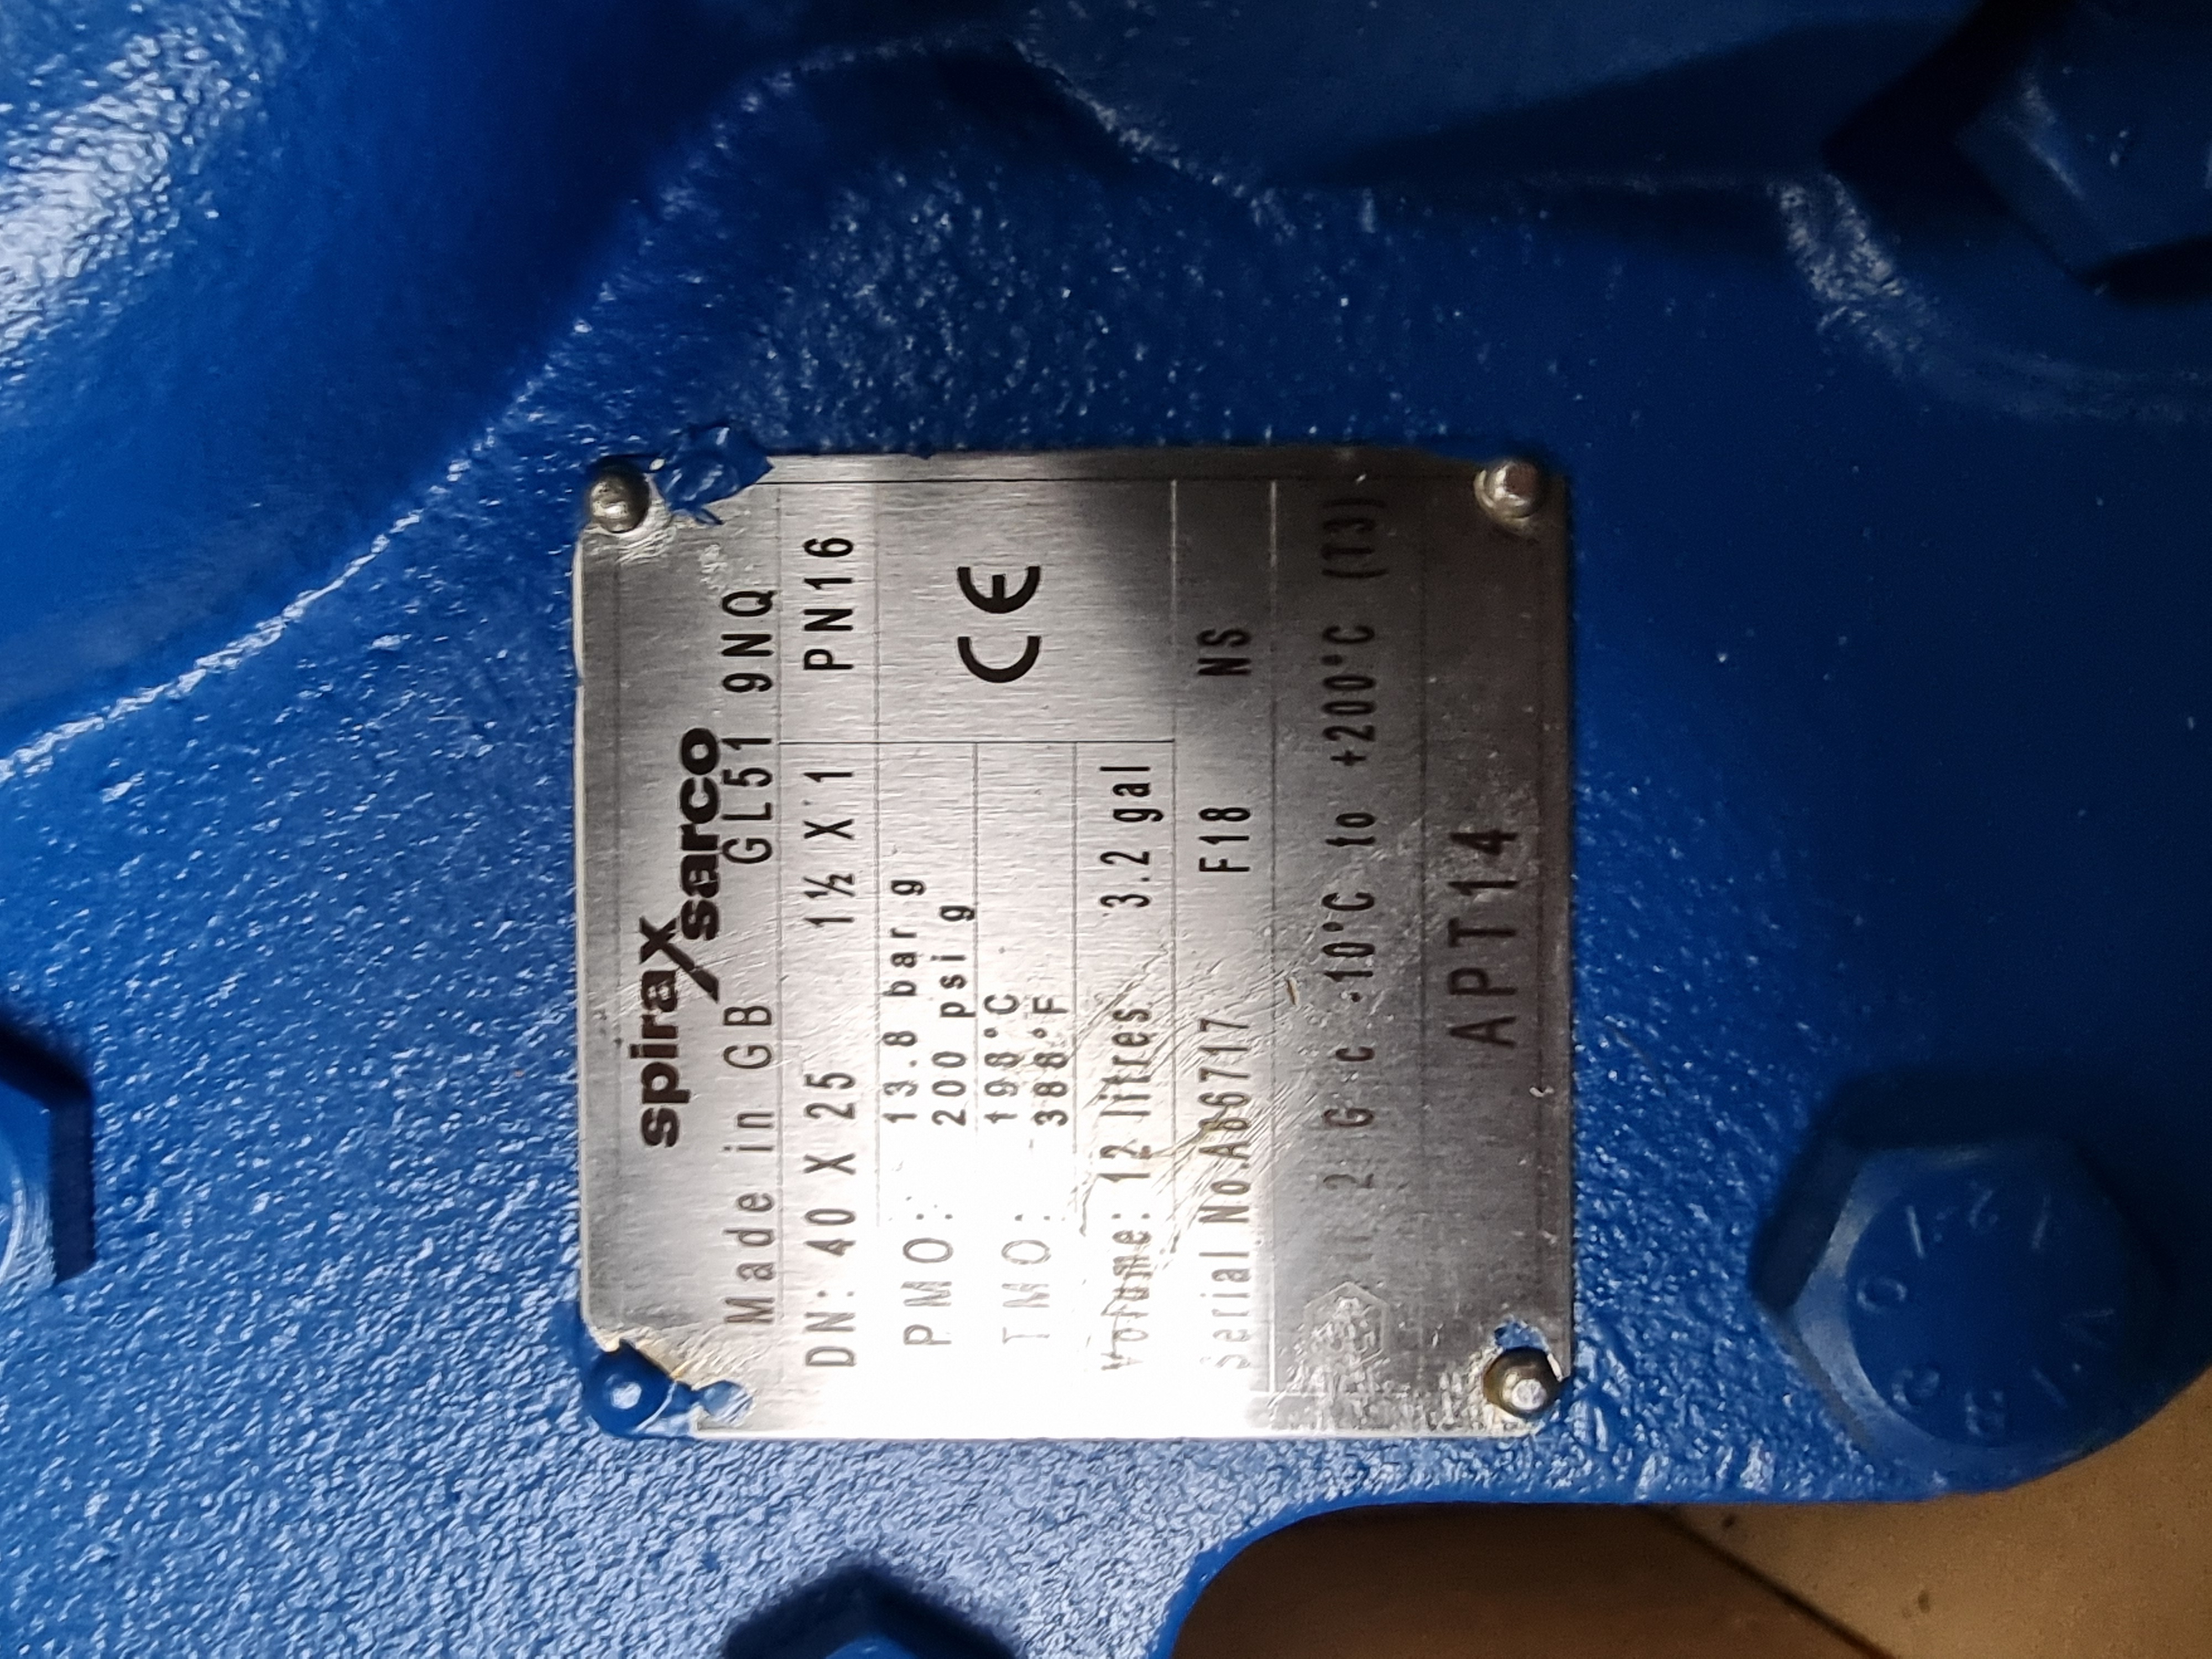 spirax
sarco
Made in GB GL51 9NQ
DN: 40 X 25 1½ X 1 PN16
PMO: 13.8 bar g
200 psi g
CE
TMO: 198°C
388°F
Volume: 12 litres 3.2 gal
Serial No. F18 NS
2 G c -10°C to +200°C (T3)
APT14